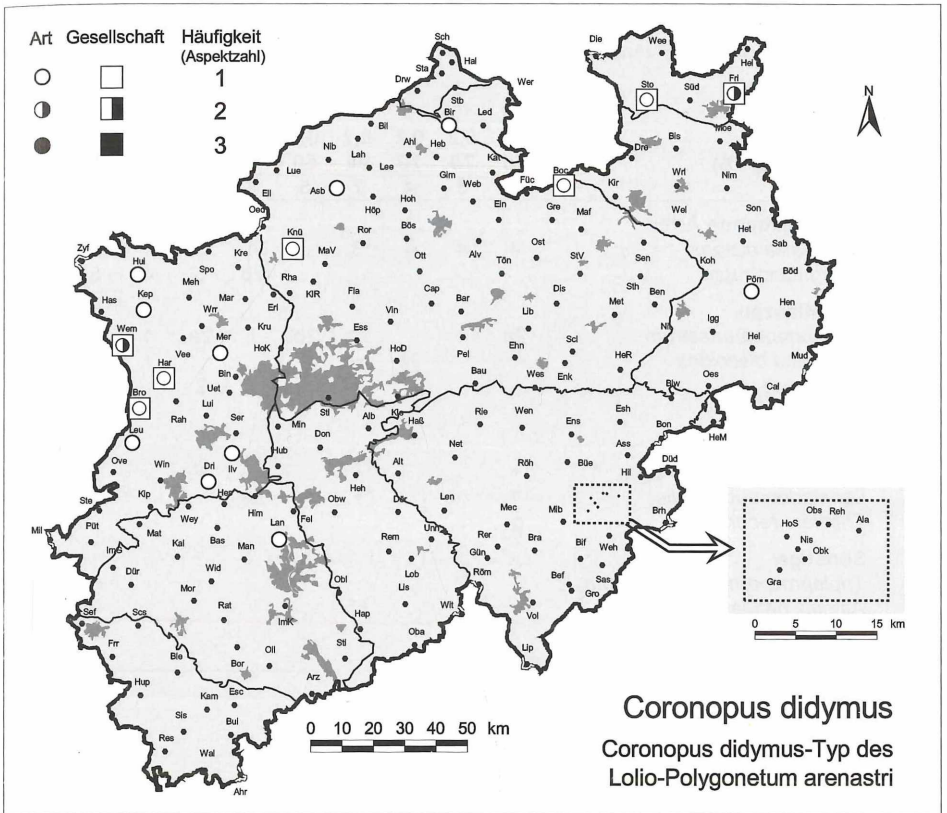 Art Gesellschaft Häufigkeit
(Aspektzahl)
1
2
3
N
Sch
Hal
Sta
Drw
Wer
Stb
Bir
Led
Die
Wee
Hei
Fri
Sto
Süd
Moe
Bil
Nib
Lah
Lee
Ahl
Heb
Kat
Lue
Ell
Asb
Gim
Web
Füc
Boc
Dre
Bis
Wrl
Kir
Nim
Oed
Höp
Hoh
Ein
Gre
Maf
Wel
Son
Knü
Ror
Bös
MaV
Ott
Alv
Tön
Ost
StV
Sen
Koh
Het
Sab
Böd
Zyf
Hui
Spo
Kre
Kep
Meh
Rha
KlR
Has
Wrr
Mar
Erl
Fla
Cap
Bar
Dis
Sth
Ben
Met
Pöm
Hen
Wem
Kru
Ess
Vin
Lib
Vee
Mer
HoK
HoD
Pel
Ehn
Scl
HeR
Nil
Igg
Hel
Mud
Har
Bin
Uet
Bau
Wes
Enk
Blw
Oes
Cal
Bro
Rah
Lui
Ser
Stl
Alb
Kle
Min
Don
Haß
Rie
Wen
Ens
Esh
Ass
Bon
HeM
Leu
Ilv
Hub
Net
Röh
Büe
Hil
Düd
Ove
Win
Dri
Alt
Heh
Ste
Kip
Her
Him
Fel
Obw
Dör
Len
Mec
Mib
Brh
Mil
Püt
Mat
Wey
Bas
Lan
Unn
ImG
Kal
Man
Rem
Rer
Bra
Bif
Weh
Gün
Dür
Wid
Obl
Lob
Röm
Bef
Sas
Gro
Mor
Lis
Vol
Sef
Scs
Rat
ImK
Hap
Wit
Frr
Ble
Bor
Oll
Stl
Oba
Lip
Hup
Kam
Esc
Arz
Sis
Bul
Res
Wal
Ahr
Obs
Reh
Ala
HoS
Nis
Obk
Gra
0 5 10 15 km
0 10 20 30 40 50 km
Coronopus didymus
Coronopus didymus-Typ des
Lolio-Polygonetum arenastri